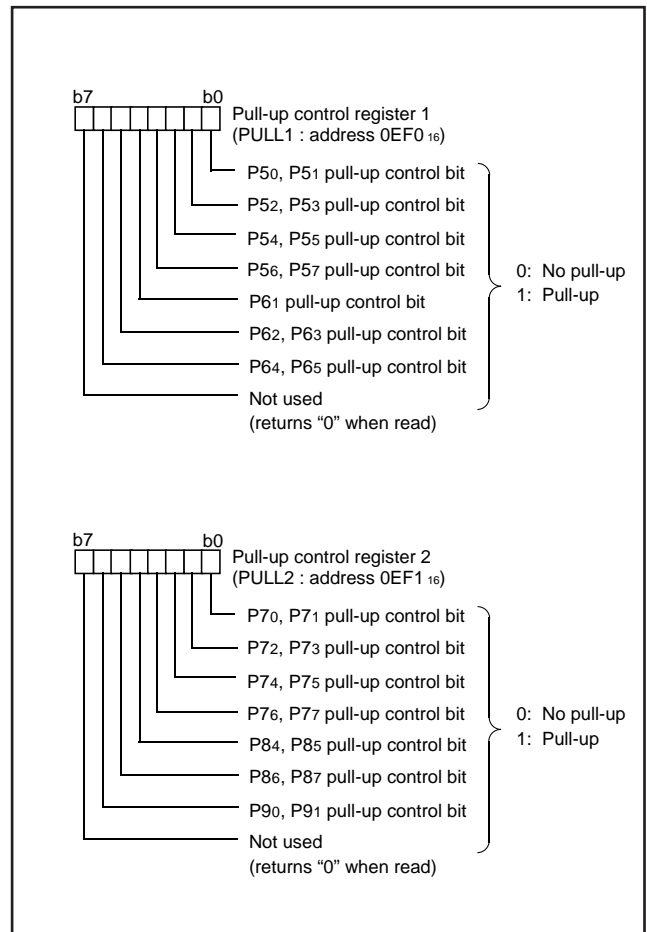 b7 b0
Pull-up control register 1
(PULL1 : address 0EF0 16)
P50, P51 pull-up control bit
P52, P53 pull-up control bit
P54, P55 pull-up control bit
P56, P57 pull-up control bit
P61 pull-up control bit
P62, P63 pull-up control bit
P64, P65 pull-up control bit
Not used
(returns “0” when read)
0: No pull-up
1: Pull-up
b7 b0
Pull-up control register 2
(PULL2 : address 0EF1 16)
P70, P71 pull-up control bit
P72, P73 pull-up control bit
P74, P75 pull-up control bit
P76, P77 pull-up control bit
P84, P85 pull-up control bit
P86, P87 pull-up control bit
P90, P91 pull-up control bit
Not used
(returns “0” when read)
0: No pull-up
1: Pull-up